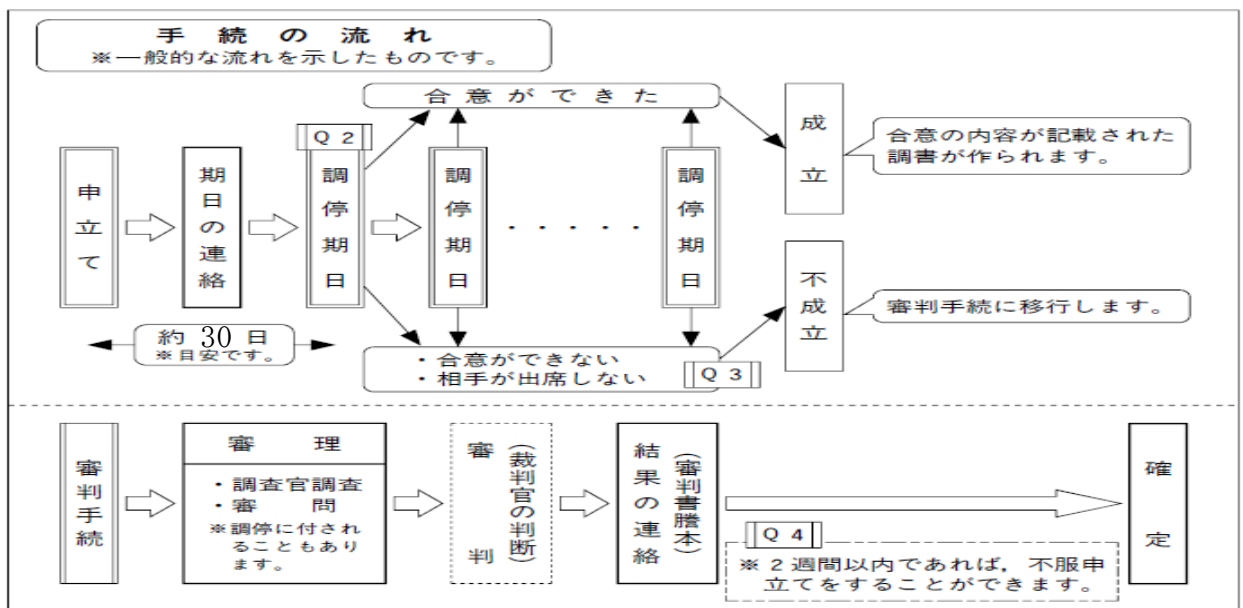 手続の流れ
※一般的な流れを示したものです。
合意ができた
Q2
申立て
期日の連絡
調停期日
調停期日
・・・・・
調停期日
成立
合意の内容が記載された
調書が作られます。
不成立
審判手続に移行します。
約30日
※目安です。
・合意ができない
・相手が出席しない
Q3
審判手続
審理
・調査官調査
・審問
※調停に付され
ることもあり
ます。
審判
(裁判官の判断)
結果の連絡
(審判書謄本)
Q4
※2週間以内であれば，不服申
立てをすることができます。
確定